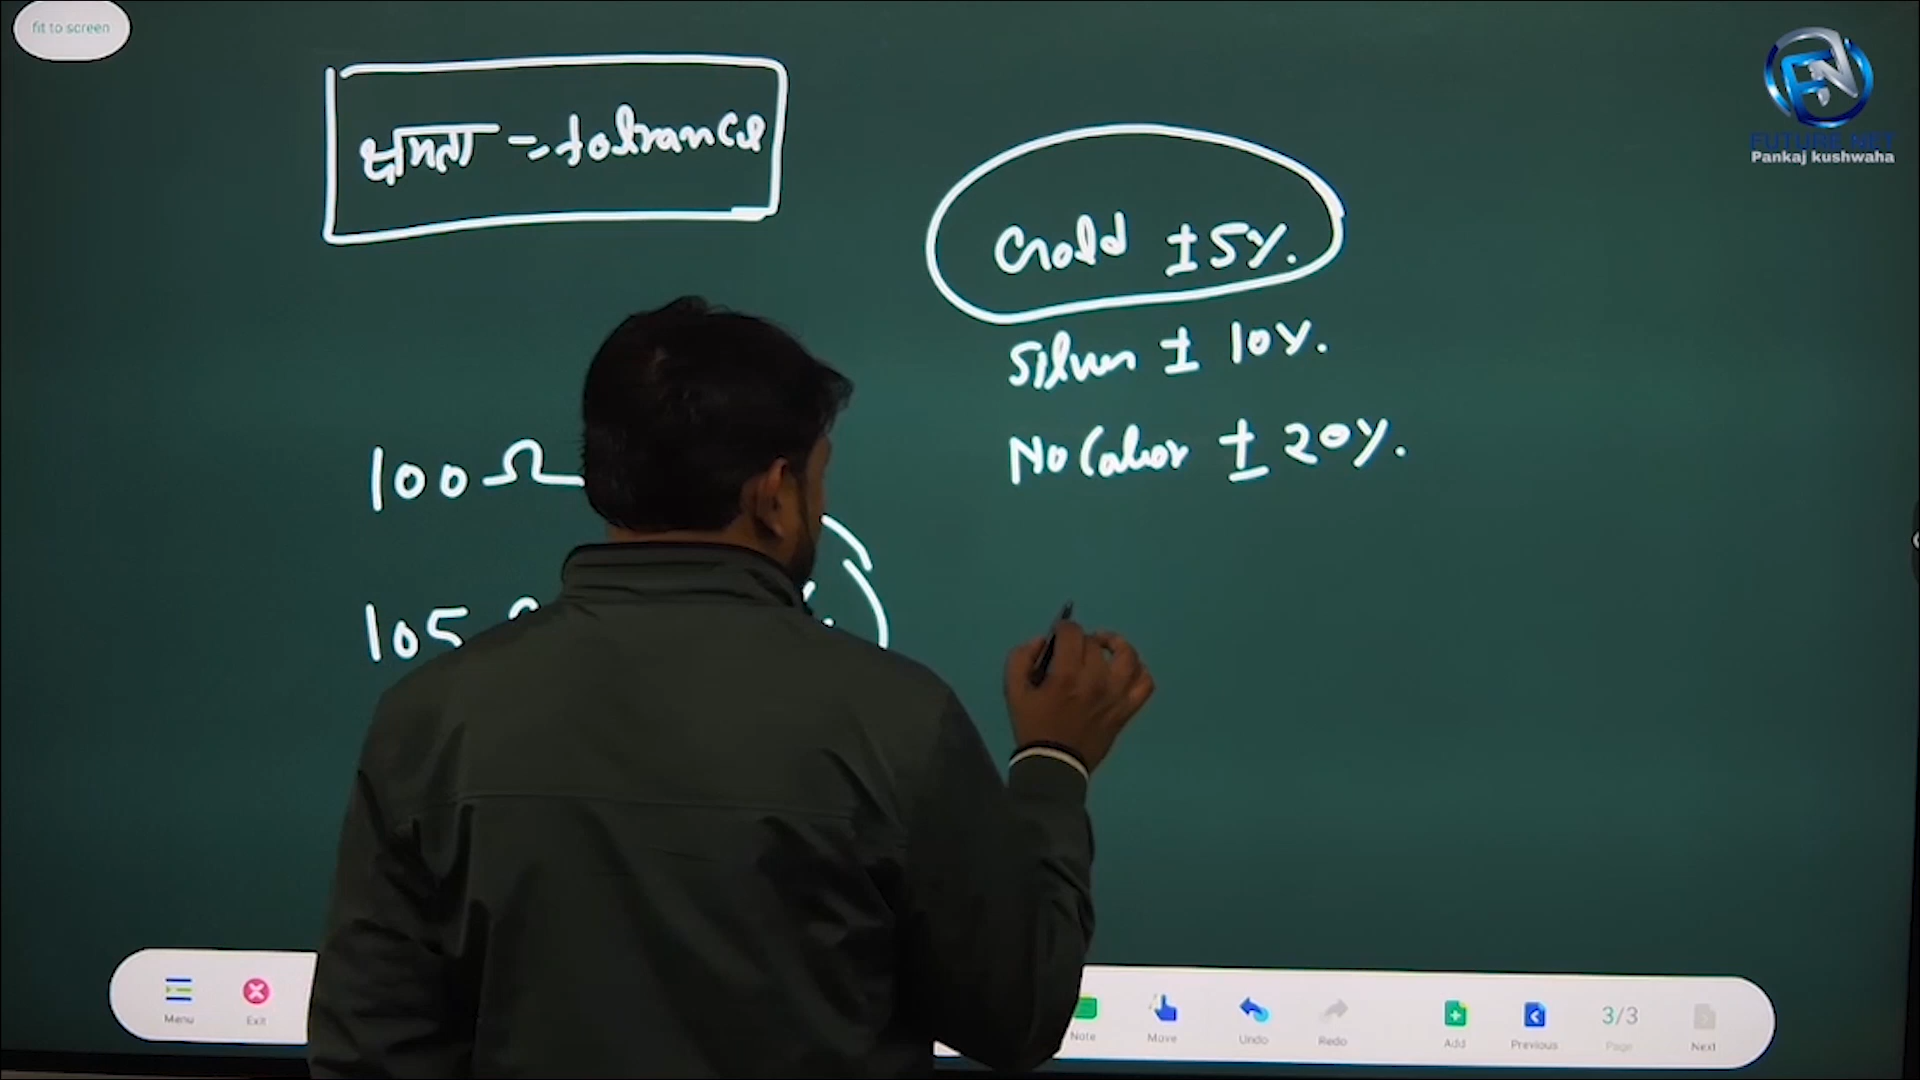 fit to screen
FUTURE NET
Pankaj kushwaha
क्षमता = tolrance
Gold ±5%.
Silver ± 10%.
No Color ± 20%.
100 Ω
105
Menu
Exit
Note
Move
Undo
Redo
Add
Previous
3/3
Page
Next